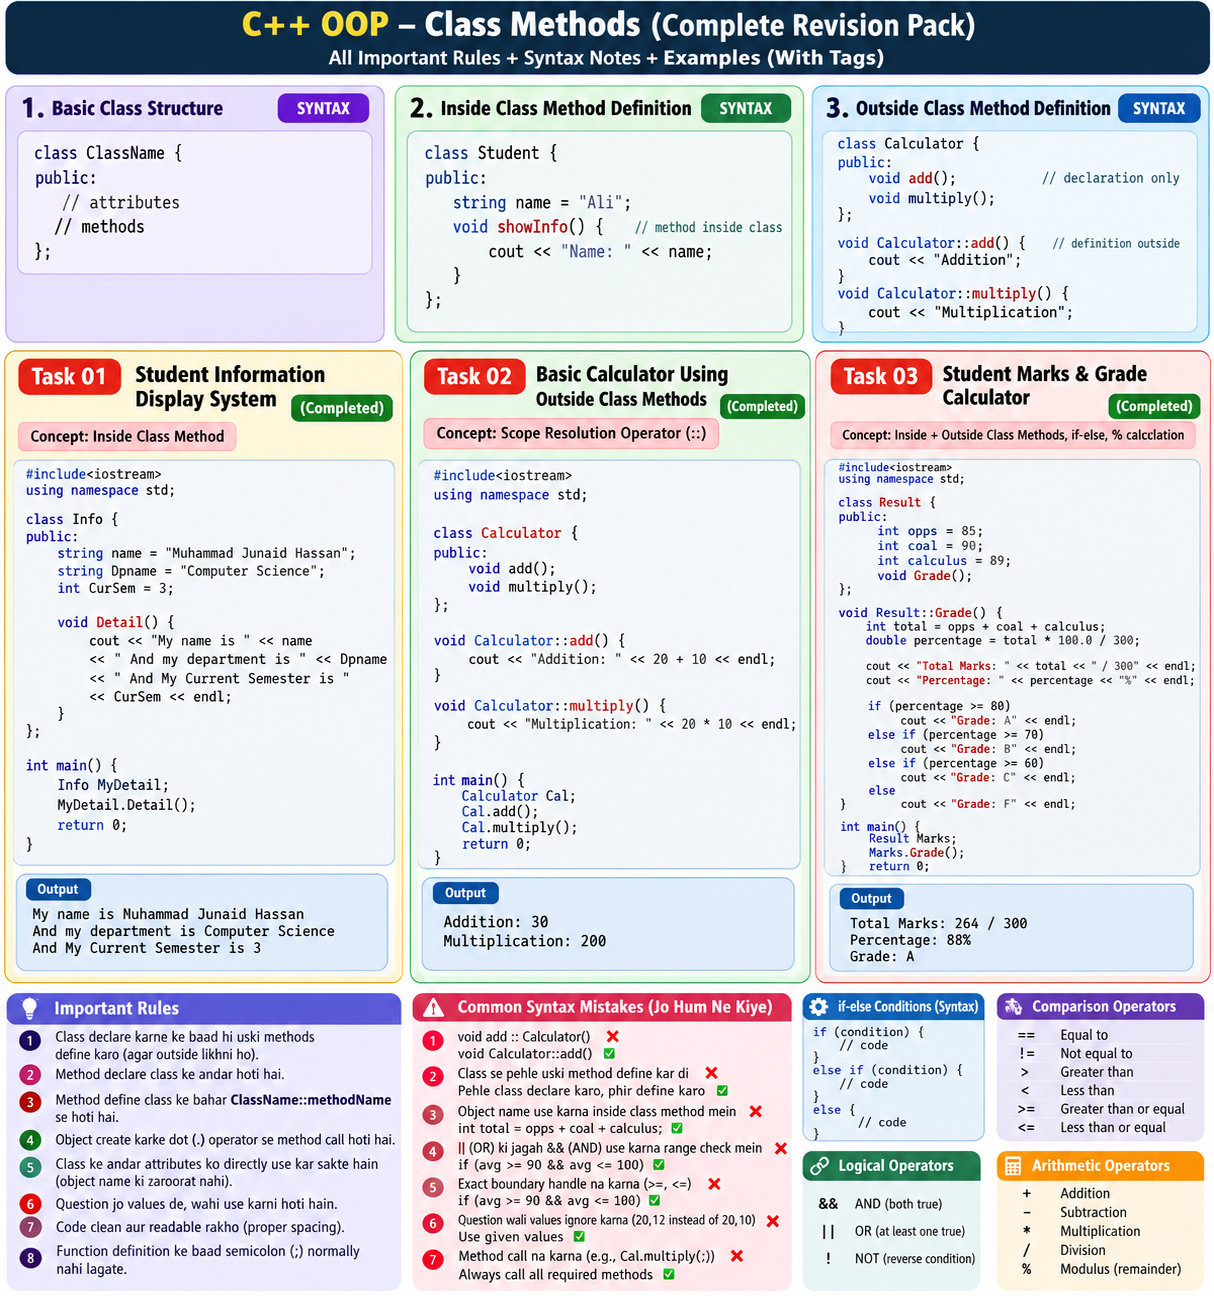 C++ OOP – Class Methods (Complete Revision Pack)
All Important Rules + Syntax Notes + Examples (With Tags)
1. Basic Class Structure
SYNTAX
class ClassName {
public:
// attributes
// methods
};
2. Inside Class Method Definition
SYNTAX
class Student {
public:
string name = "Ali";
void showInfo() { // method inside class
cout << "Name: " << name;
}
};
3. Outside Class Method Definition
SYNTAX
class Calculator {
public:
void add(); // declaration only
void multiply();
};
void Calculator::add() { // definition outside
cout << "Addition";
}
void Calculator::multiply() {
cout << "Multiplication";
}
Task 01
Student Information
Display System
(Completed)
Concept: Inside Class Method
#include<iostream>
using namespace std;
class Info {
public:
string name = "Muhammad Junaid Hassan";
string Dpname = "Computer Science";
int CurSem = 3;
void Detail() {
cout << "My name is " << name
<< " And my department is " << Dpname
<< " And My Current Semester is "
<< CurSem << endl;
}
};
int main() {
Info MyDetail;
MyDetail.Detail();
return 0;
}
Output
My name is Muhammad Junaid Hassan
And my department is Computer Science
And My Current Semester is 3
Task 02
Basic Calculator Using
Outside Class Methods
(Completed)
Concept: Scope Resolution Operator (::)
#include<iostream>
using namespace std;
class Calculator {
public:
void add();
void multiply();
};
void Calculator::add() {
cout << "Addition: " << 20 + 10 << endl;
}
void Calculator::multiply() {
cout << "Multiplication: " << 20 * 10 << endl;
}
int main() {
Calculator Cal;
Cal.add();
Cal.multiply();
return 0;
}
Output
Addition: 30
Multiplication: 200
Task 03
Student Marks & Grade
Calculator
(Completed)
Concept: Inside + Outside Class Methods, if-else, % calcclation
#include<iostream>
using namespace std;
class Result {
public:
int opps = 85;
int coal = 90;
int calculus = 89;
void Grade();
};
void Result::Grade() {
int total = opps + coal + calculus;
double percentage = total * 100.0 / 300;
cout << "Total Marks: " << total << " / 300" << endl;
cout << "Percentage: " << percentage << "%" << endl;
if (percentage >= 80)
cout << "Grade: A" << endl;
else if (percentage >= 70)
cout << "Grade: B" << endl;
else if (percentage >= 60)
cout << "Grade: C" << endl;
else
} cout << "Grade: F" << endl;
int main() {
Result Marks;
Marks.Grade();
} return 0;
Output
Total Marks: 264 / 300
Percentage: 88%
Grade: A
Important Rules
1 Class declare karne ke baad hi uski methods
define karo (agar outside likhni ho).
2 Method declare class ke andar hoti hai.
3 Method define class ke bahar ClassName::methodName
se hoti hai.
4 Object create karke dot (.) operator se method call hoti hai.
5 Class ke andar attributes ko directly use kar sakte hain
(object name ki zaroorat nahi).
6 Question jo values de, wahi use karni hoti hain.
7 Code clean aur readable rakho (proper spacing).
8 Function definition ke baad semicolon (;) normally
nahi lagate.
Common Syntax Mistakes (Jo Hum Ne Kiye)
1 void add :: Calculator() ❌
void Calculator::add() ✅
2 Class se pehle uski method define kar di ❌
Pehle class declare karo, phir define karo ✅
3 Object name use karna inside class method mein ❌
int total = opps + coal + calculus; ✅
4 || (OR) ki jagah && (AND) use karna range check mein ❌
if (avg >= 90 && avg <= 100) ✅
5 Exact boundary handle na karna (>=, <=) ❌
if (avg >= 90 && avg <= 100) ✅
6 Question wali values ignore karna (20,12 instead of 20,10) ❌
Use given values ✅
7 Method call na karna (e.g., Cal.multiply(;)) ❌
Always call all required methods ✅
if-else Conditions (Syntax)
if (condition) {
// code
}
else if (condition) {
// code
}
else {
// code
}
Comparison Operators
== Equal to
!= Not equal to
> Greater than
< Less than
>= Greater than or equal
<= Less than or equal
Logical Operators
&& AND (both true)
|| OR (at least one true)
! NOT (reverse condition)
Arithmetic Operators
+ Addition
− Subtraction
* Multiplication
/ Division
% Modulus (remainder)